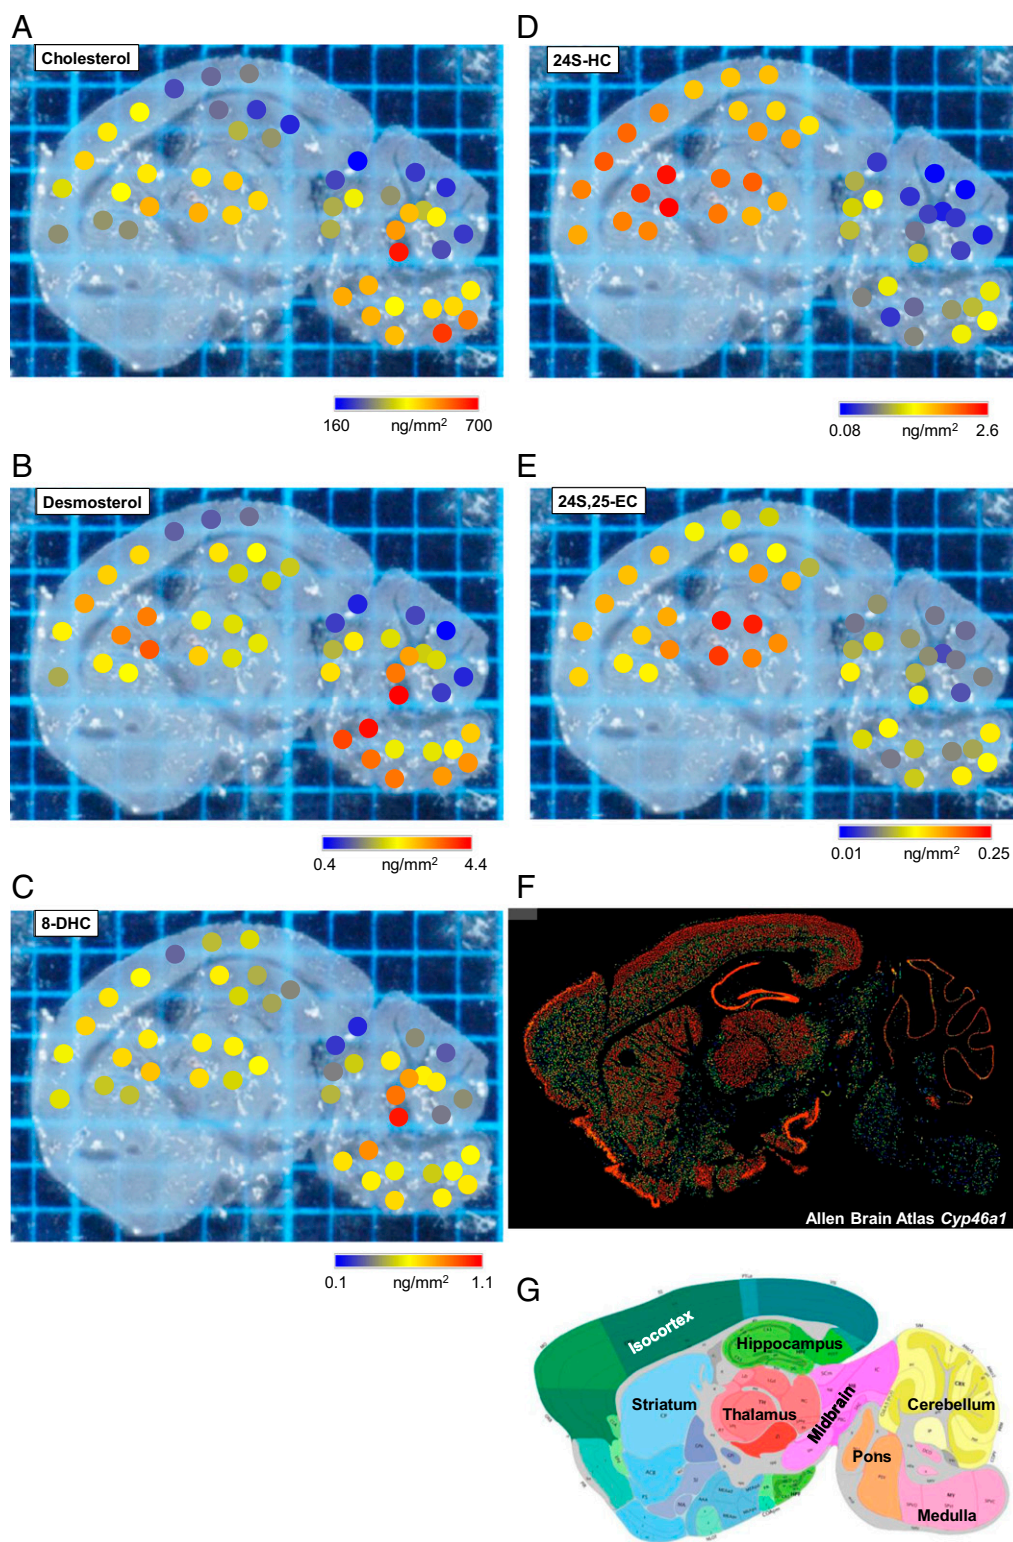 A
Cholesterol
160 ng/mm² 700
D
24S-HC
0.08 ng/mm² 2.6
B
Desmosterol
0.4 ng/mm² 4.4
E
24S,25-EC
0.01 ng/mm² 0.25
C
8-DHC
0.1 ng/mm² 1.1
F
Allen Brain Atlas Cyp46a1
G
Isocortex
Hippocampus
Striatum
Thalamus
Midbrain
Cerebellum
Pons
Medulla